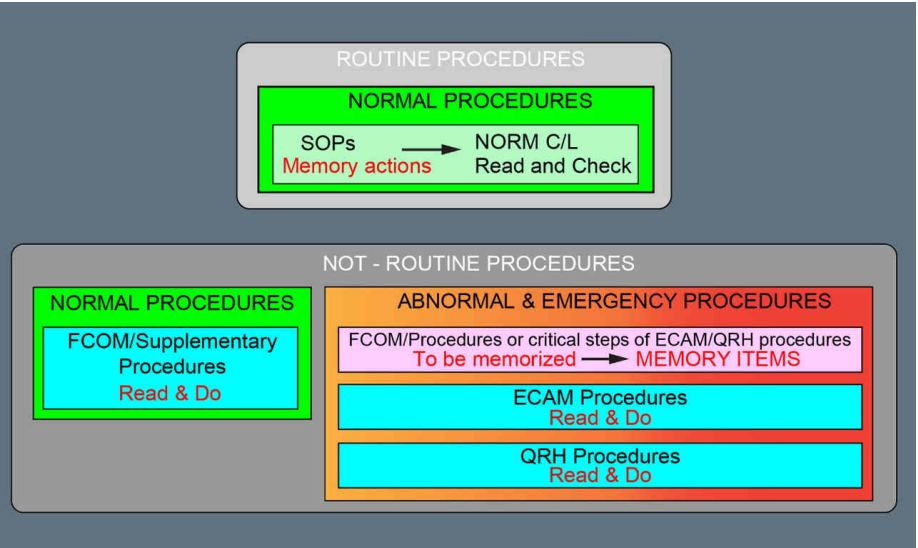 ROUTINE PROCEDURES
NORMAL PROCEDURES
SOPs
Memory actions
NORM C/L
Read and Check
NOT - ROUTINE PROCEDURES
NORMAL PROCEDURES
FCOM/Supplementary
Procedures
Read & Do
ABNORMAL & EMERGENCY PROCEDURES
FCOM/Procedures or critical steps of ECAM/QRH procedures
To be memorized MEMORY ITEMS
ECAM Procedures
Read & Do
QRH Procedures
Read & Do